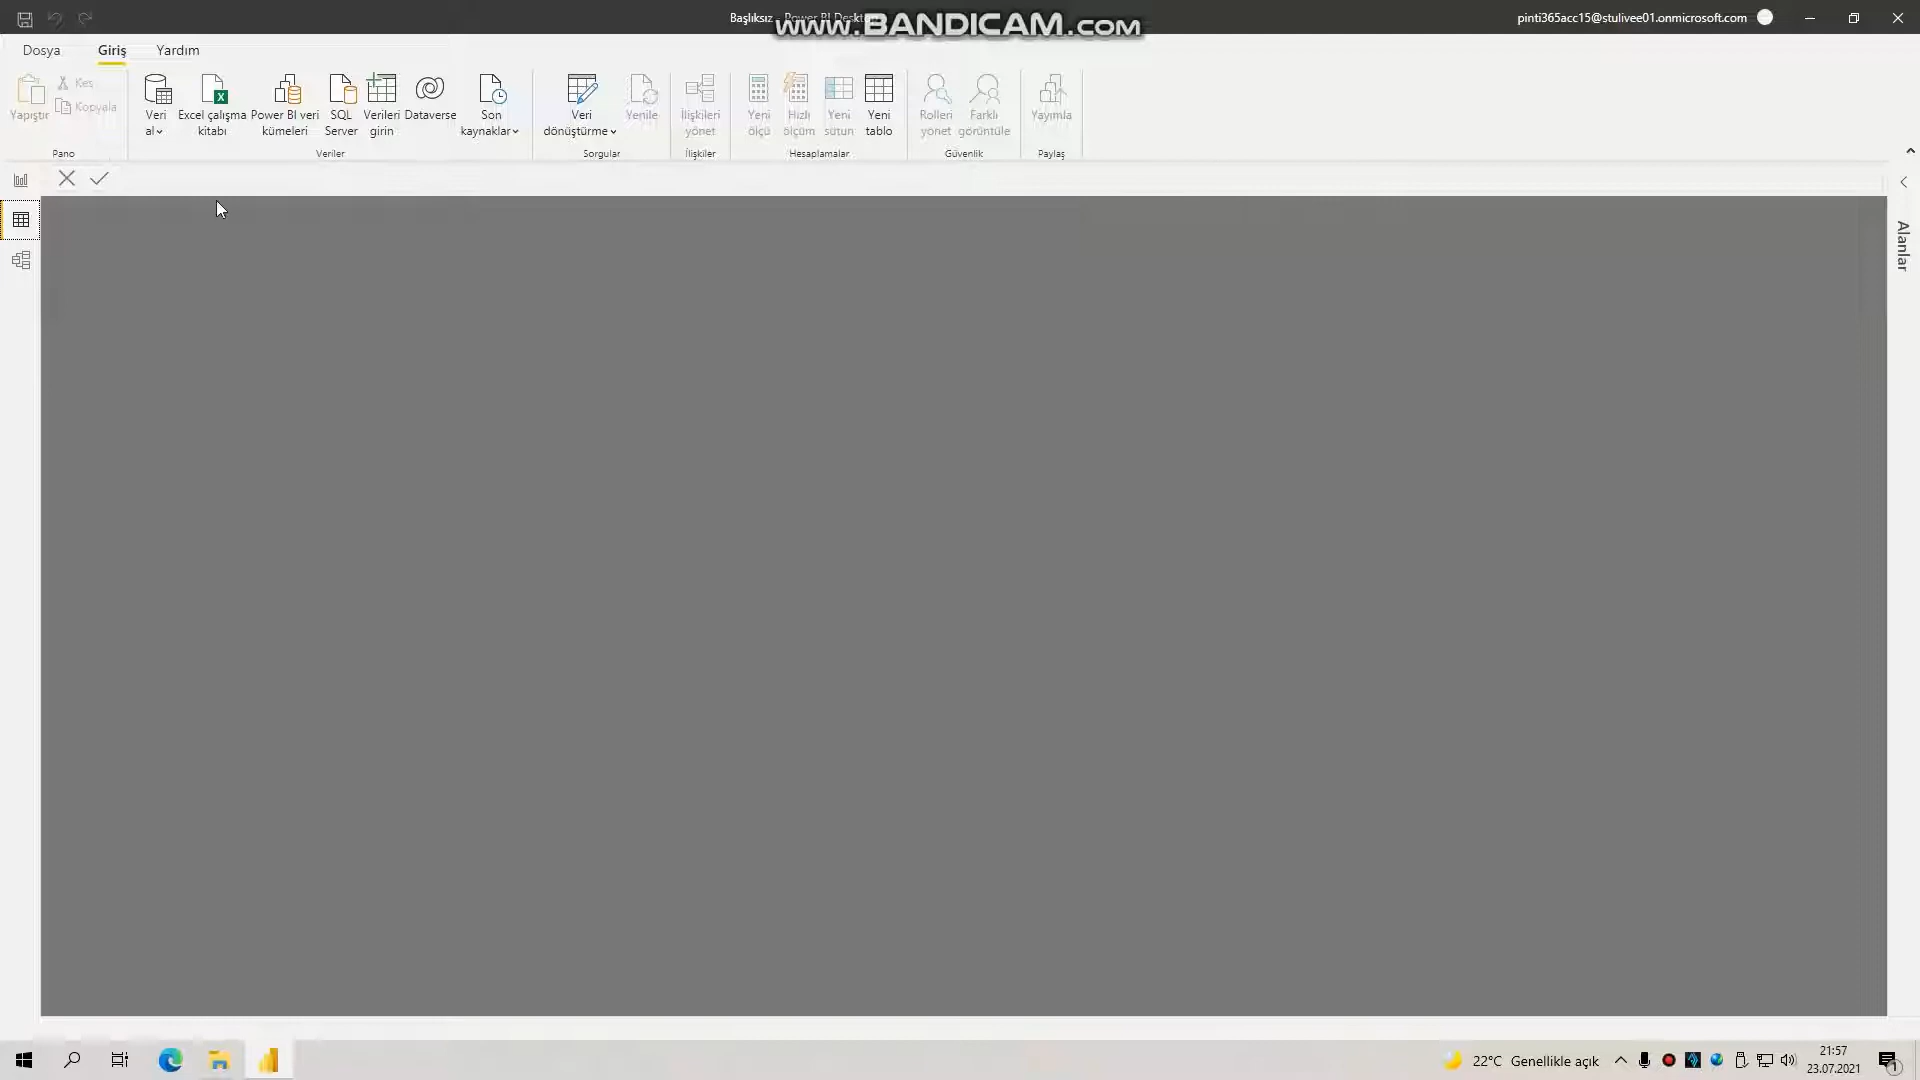 Başlıksız - Power BI Desktop
www.BANDICAM.com
pinti365acc15@stulivee01.onmicrosoft.com
Dosya
Giriş
Yardım
Yapıştır
Kes
Kopyala
Veri al
Excel çalışma kitabı
Power BI veri kümeleri
SQL Server
Verileri girin
Dataverse
Son kaynaklar
Veri dönüştürme
Yenile
İlişkileri yönet
Yeni ölçü
Hızlı ölçüm
Yeni sütun
Yeni tablo
Rolleri yönet
Farklı görüntüle
Yayımla
Pano
Veriler
Sorgular
İlişkiler
Hesaplamalar
Güvenlik
Paylaş
Alanlar
22°C Genellikle açık
21:57
23.07.2021
1